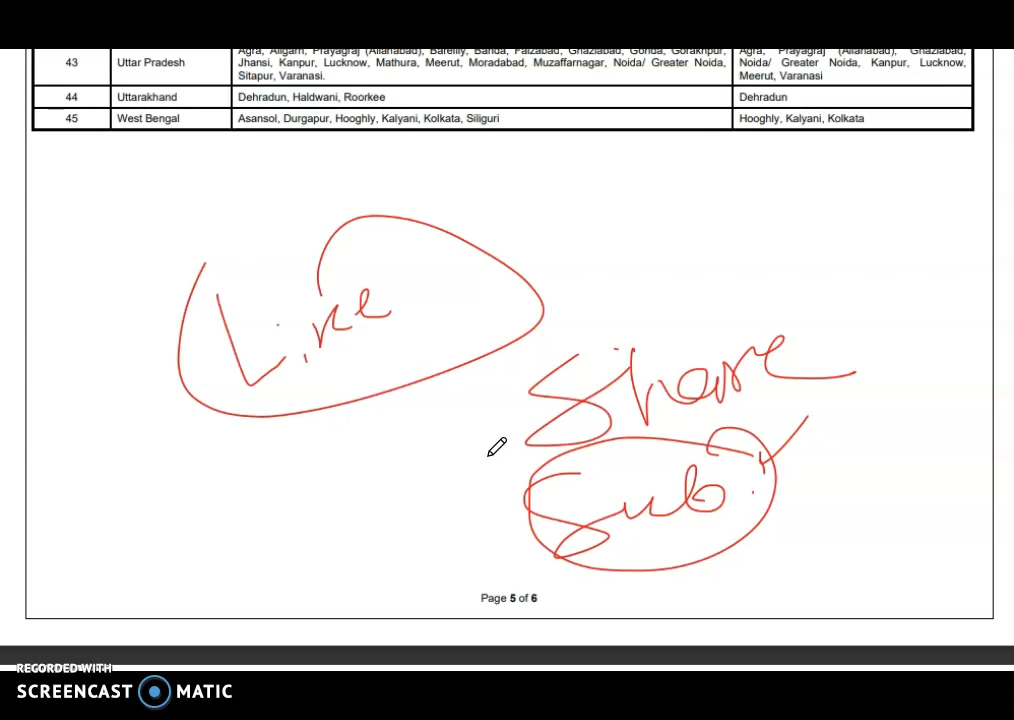 Agra, Aligarh, Prayagraj (Allahabad), Bareilly, Banda, Faizabad, Ghaziabad, Gonda, Gorakhpur, Agra, Prayagraj (Allahabad), Ghaziabad,
43 Uttar Pradesh Jhansi, Kanpur, Lucknow, Mathura, Meerut, Moradabad, Muzaffarnagar, Noida/ Greater Noida, Noida/ Greater Noida, Kanpur, Lucknow,
Sitapur, Varanasi. Meerut, Varanasi
44 Uttarakhand Dehradun, Haldwani, Roorkee Dehradun
45 West Bengal Asansol, Durgapur, Hooghly, Kalyani, Kolkata, Siliguri Hooghly, Kalyani, Kolkata
Like
Share
Sub.
Page 5 of 6
RECORDED WITH
SCREENCAST MATIC